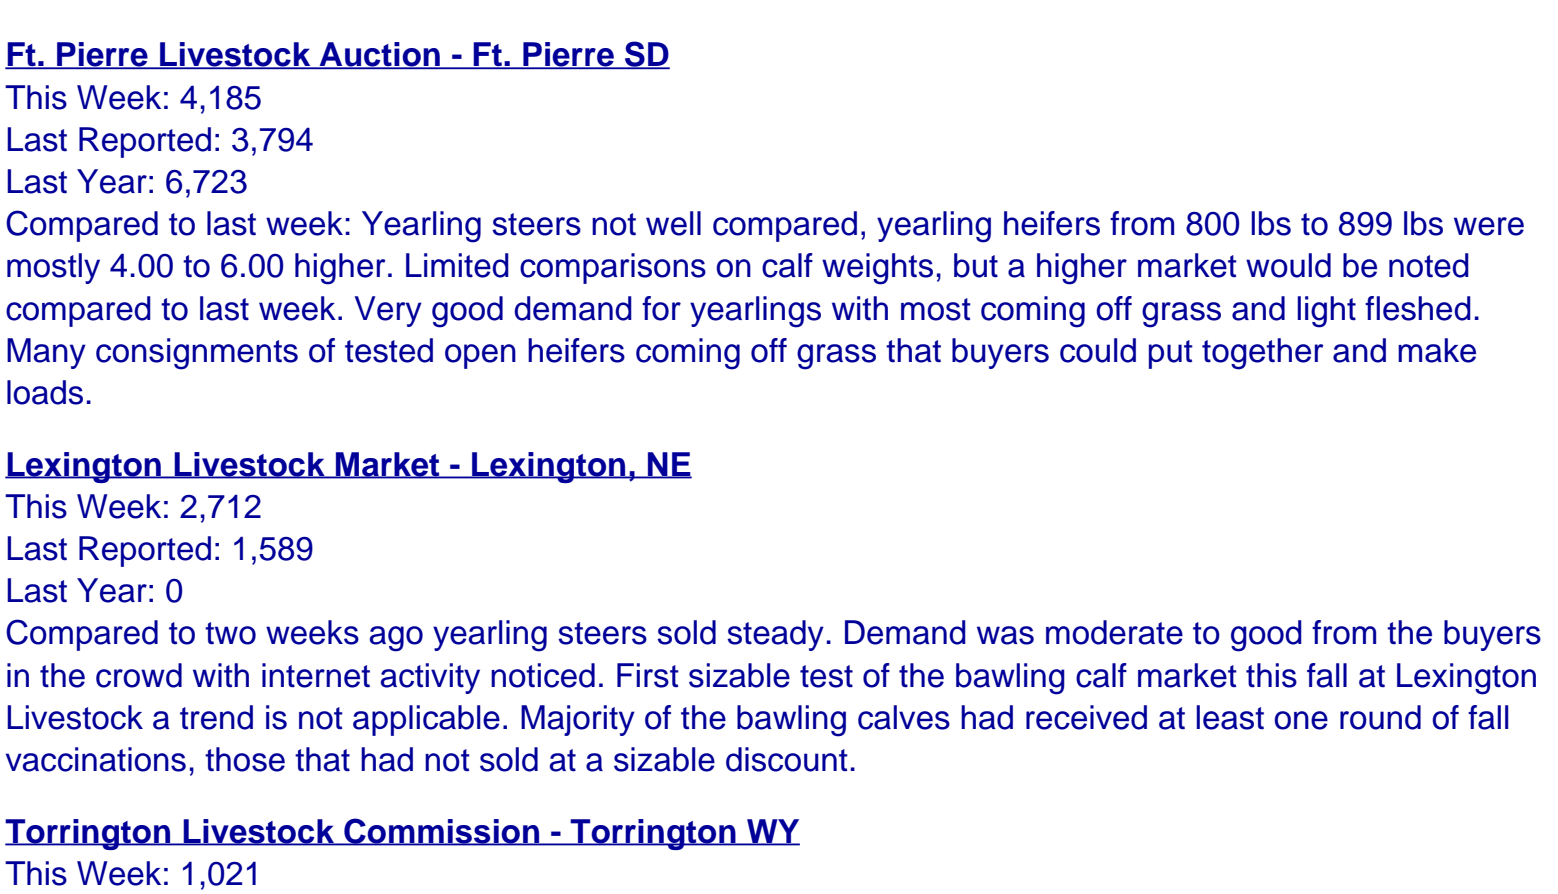 Ft. Pierre Livestock Auction - Ft. Pierre SD
This Week: 4,185
Last Reported: 3,794
Last Year: 6,723
Compared to last week: Yearling steers not well compared, yearling heifers from 800 lbs to 899 lbs were
mostly 4.00 to 6.00 higher. Limited comparisons on calf weights, but a higher market would be noted
compared to last week. Very good demand for yearlings with most coming off grass and light fleshed.
Many consignments of tested open heifers coming off grass that buyers could put together and make
loads.
Lexington Livestock Market - Lexington, NE
This Week: 2,712
Last Reported: 1,589
Last Year: 0
Compared to two weeks ago yearling steers sold steady. Demand was moderate to good from the buyers
in the crowd with internet activity noticed. First sizable test of the bawling calf market this fall at Lexington
Livestock a trend is not applicable. Majority of the bawling calves had received at least one round of fall
vaccinations, those that had not sold at a sizable discount.
Torrington Livestock Commission - Torrington WY
This Week: 1,021